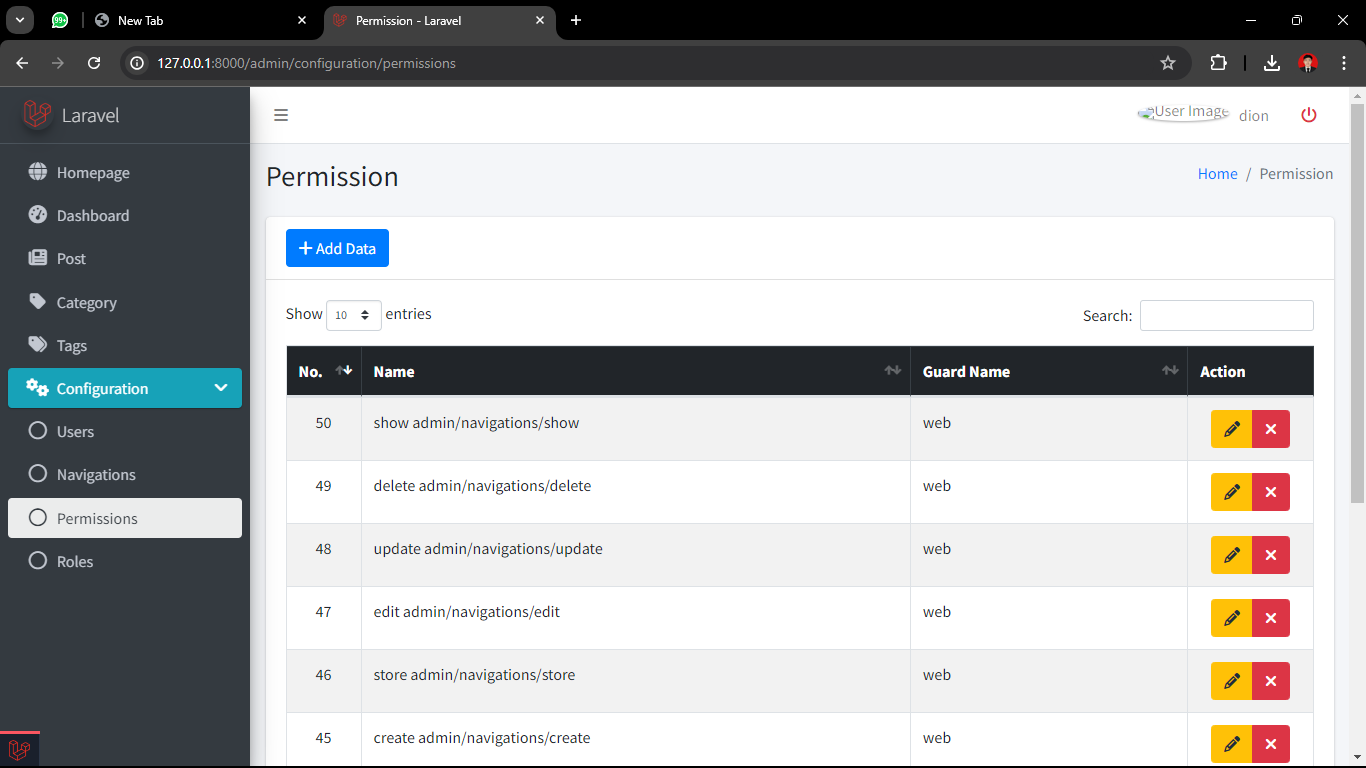 99+
New Tab
Permission - Laravel
127.0.0.1:8000/admin/configuration/permissions
Laravel
User Image
dion
Homepage
Dashboard
Post
Category
Tags
Configuration
Users
Navigations
Permissions
Roles
Permission
Home / Permission
Add Data
Show 10 entries
Search:
No. Name Guard Name Action
50 show admin/navigations/show web
49 delete admin/navigations/delete web
48 update admin/navigations/update web
47 edit admin/navigations/edit web
46 store admin/navigations/store web
45 create admin/navigations/create web